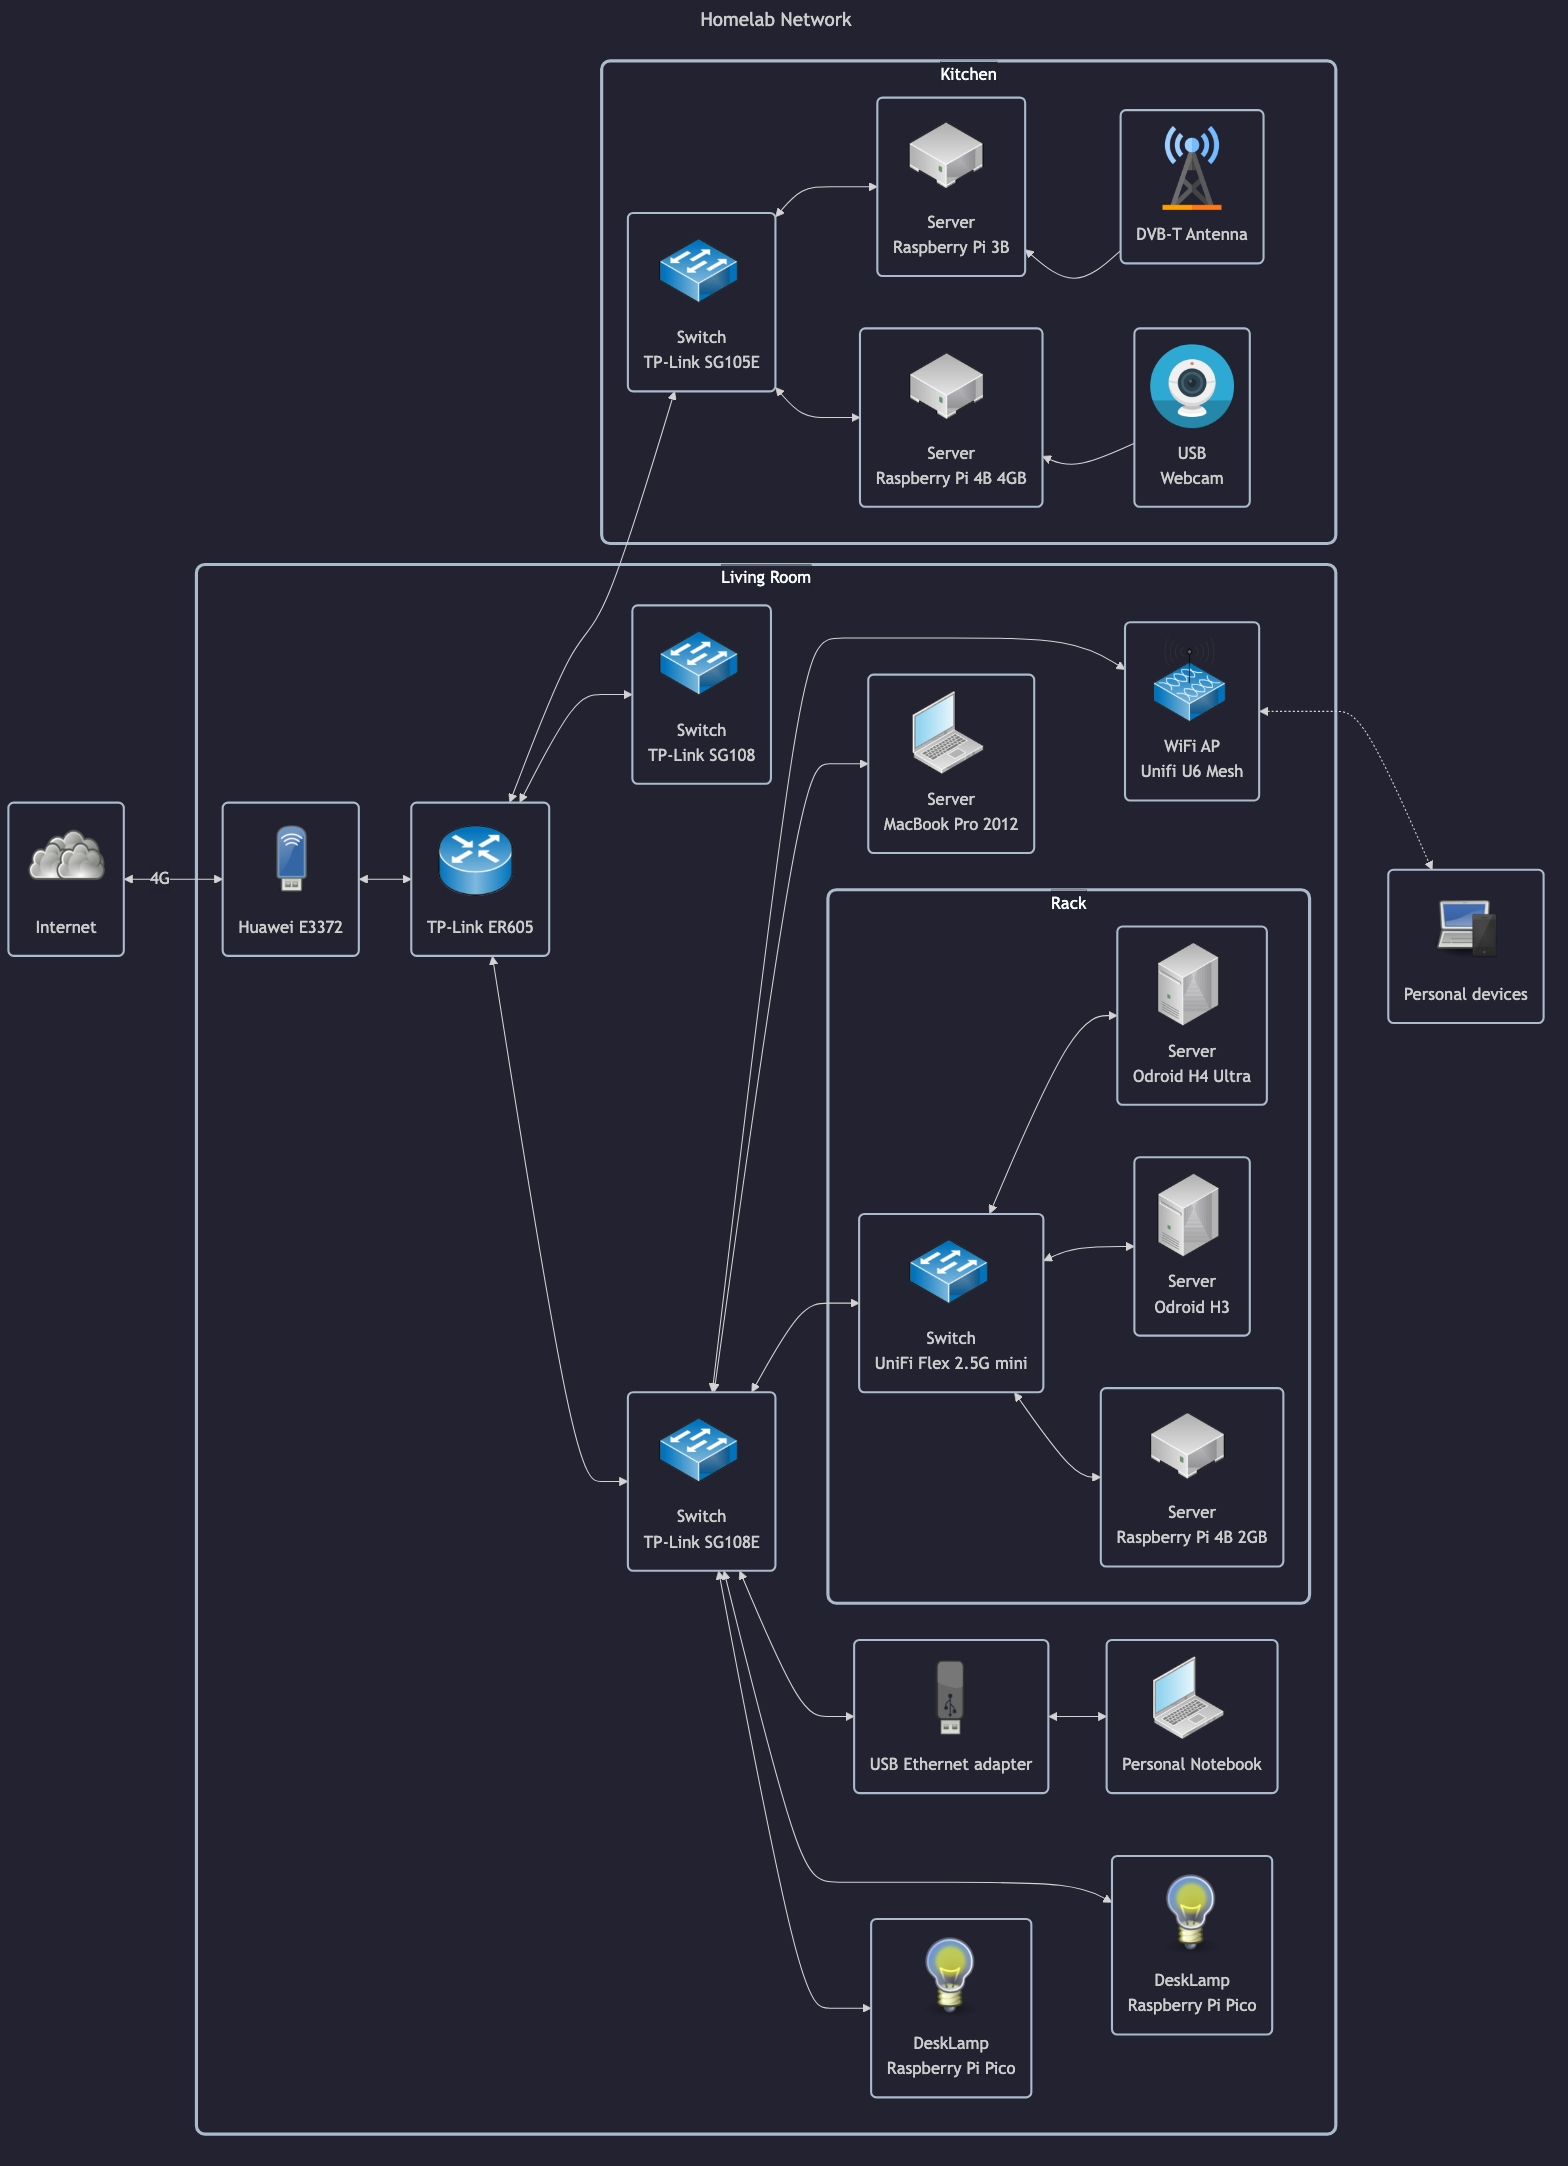 Homelab Network
Kitchen
Server
Raspberry Pi 3B
DVB-T Antenna
Switch
TP-Link SG105E
Server
Raspberry Pi 4B 4GB
USB
Webcam
Living Room
Switch
TP-Link SG108
WiFi AP
Unifi U6 Mesh
Server
MacBook Pro 2012
Internet
4G
Huawei E3372
TP-Link ER605
Rack
Personal devices
Server
Odroid H4 Ultra
Server
Odroid H3
Switch
UniFi Flex 2.5G mini
Switch
TP-Link SG108E
Server
Raspberry Pi 4B 2GB
USB Ethernet adapter
Personal Notebook
DeskLamp
Raspberry Pi Pico
DeskLamp
Raspberry Pi Pico